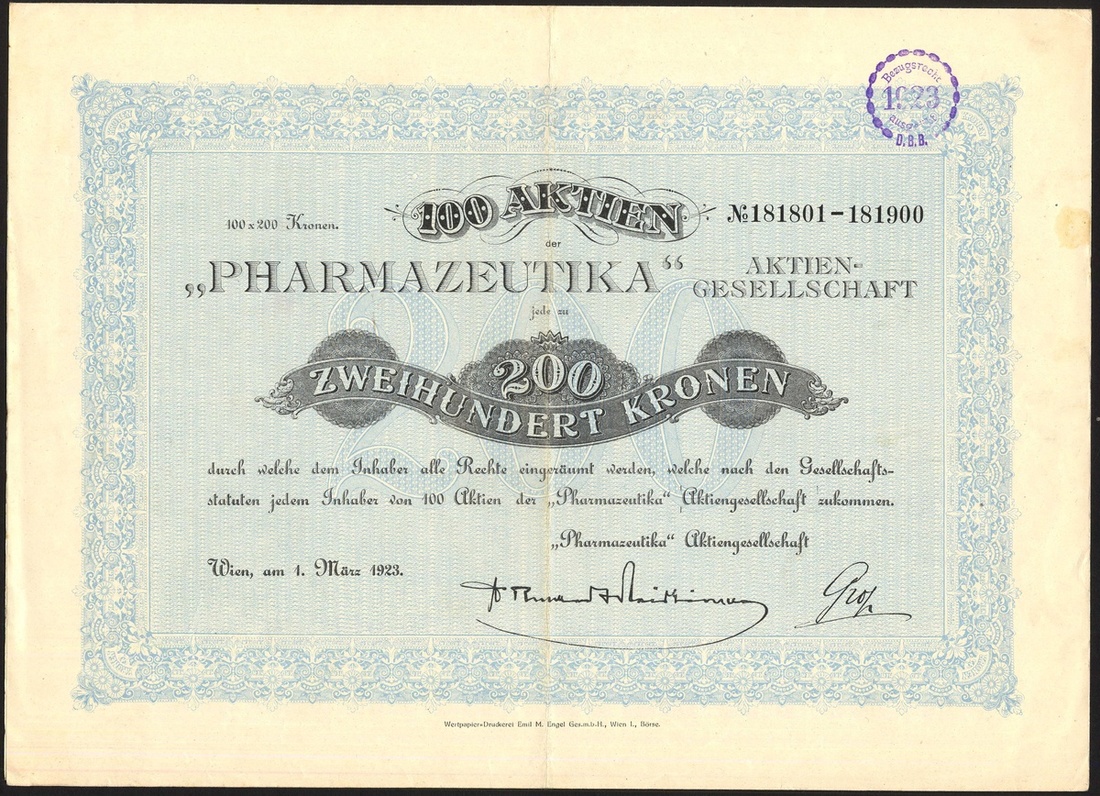 Bezugsrecht
1923
ausgeübt
D.B.B.
100 AKTIEN
100 x 200 Kronen.
№181801-181900
der
„PHARMAZEUTIKA“ AKTIEN-
GESELLSCHAFT
jede zu
200
ZWEIHUNDERT KRONEN
durch welche dem Inhaber alle Rechte eingeräumt werden, welche nach den Gesellschafts-
statuten jedem Inhaber von 100 Aktien der „Pharmazeutika“ Aktiengesellschaft zukommen.
„Pharmazeutika“ Aktiengesellschaft
Wien, am 1. März 1923.
Wertpapier-Druckerei Emil M. Engel Ges.m.b.H., Wien I., Börse.